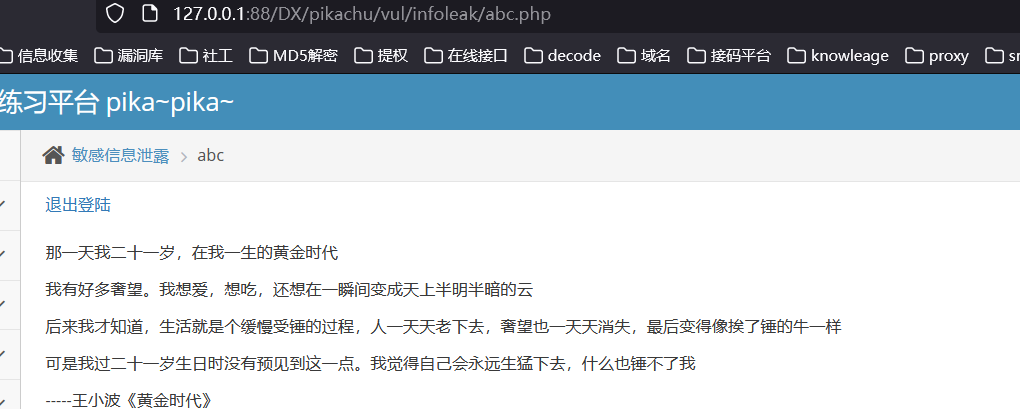 127.0.0.1:88/DX/pikachu/vul/infoleak/abc.php
信息收集 漏洞库 社工 MD5解密 提权 在线接口 decode 域名 接码平台 knowleage proxy
练习平台 pika~pika~
敏感信息泄露 > abc
退出登陆
那一天我二十一岁，在我一生的黄金时代
我有好多奢望。我想爱，想吃，还想在一瞬间变成天上半明半暗的云
后来我才知道，生活就是个缓慢受锤的过程，人一天天老下去，奢望也一天天消失，最后变得像挨了锤的牛一样
可是我过二十一岁生日时没有预见到这一点。我觉得自己会永远生猛下去，什么也锤不了我
-----王小波《黄金时代》